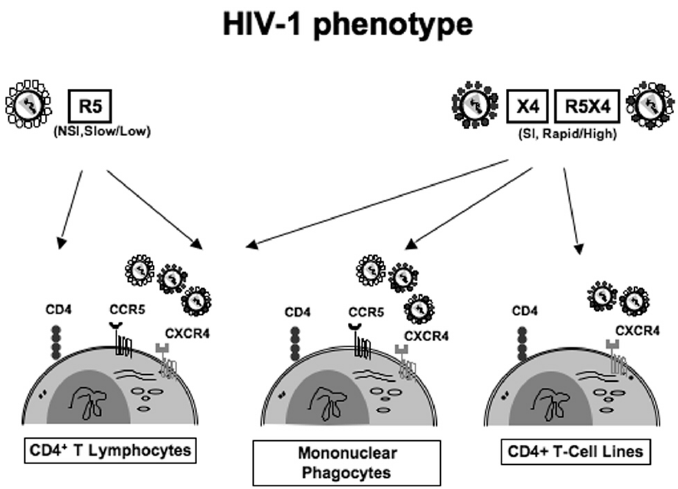 HIV-1 phenotype
R5
(NSI,Slow/Low)
X4
R5X4
(SI, Rapid/High)
CD4
CCR5
CXCR4
CD4
CCR5
CXCR4
CD4
CXCR4
CD4⁺ T Lymphocytes
Mononuclear
Phagocytes
CD4+ T-Cell Lines